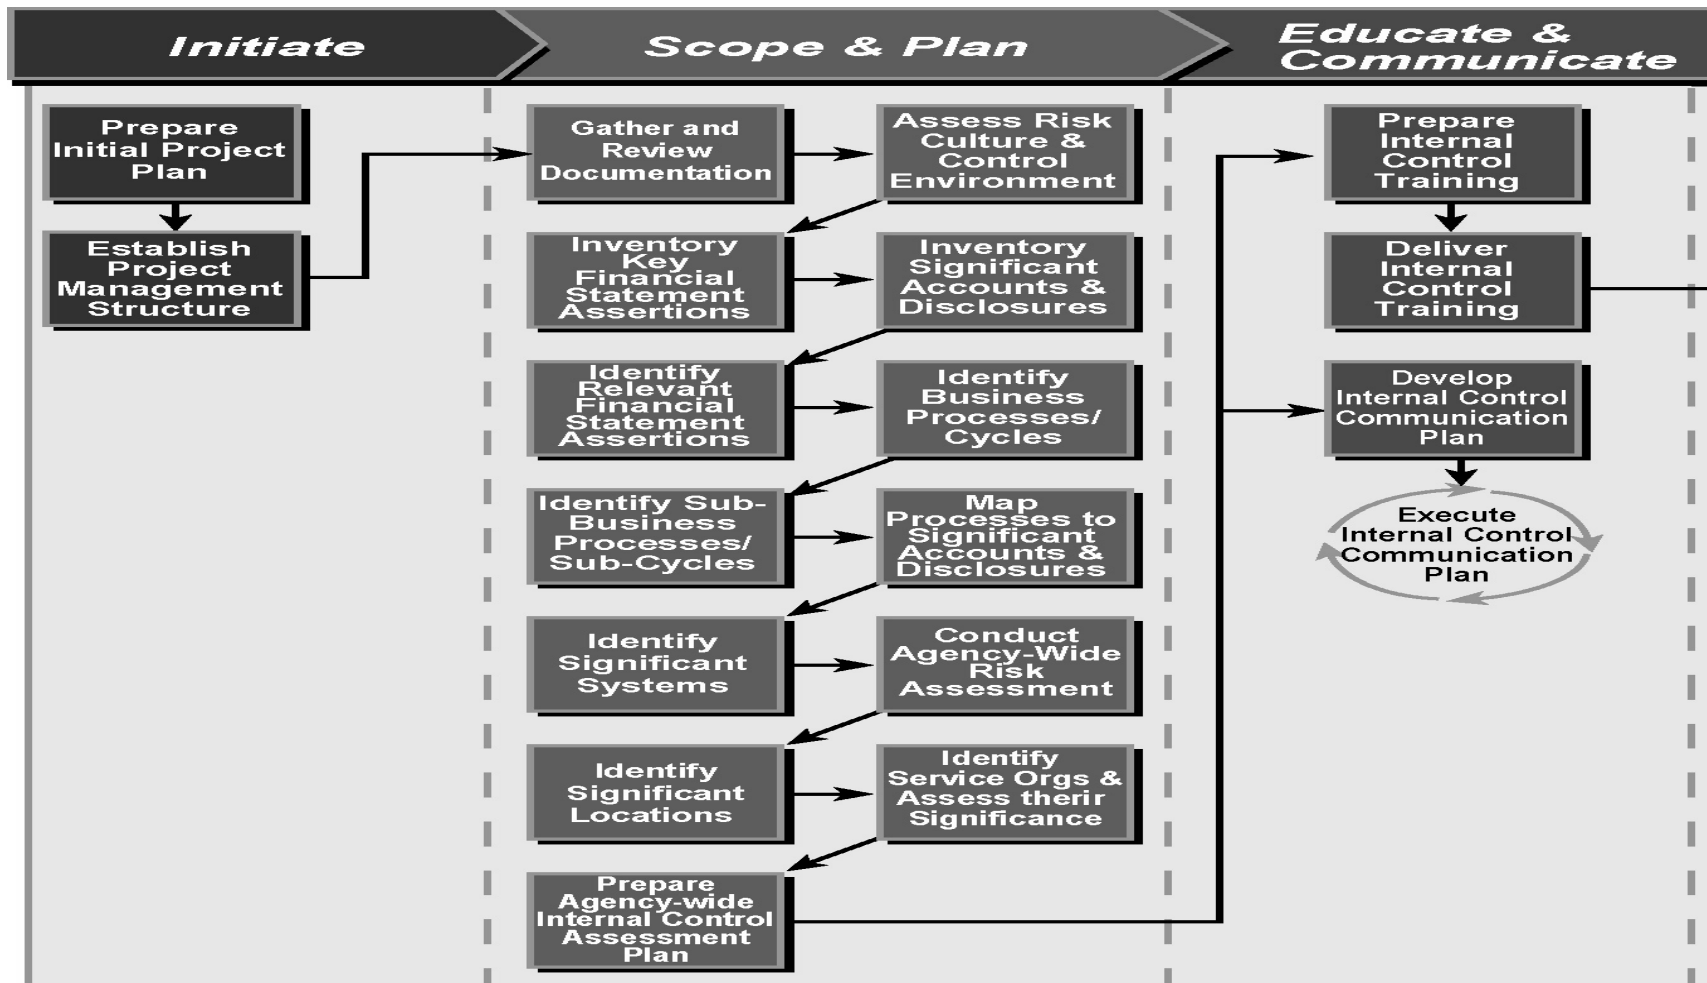 Initiate
Scope & Plan
Educate &
Communicate
Prepare
Initial Project
Plan
Establish
Project
Management
Structure
Gather and
Review
Documentation
Assess Risk
Culture &
Control
Environment
Inventory
Key
Financial
Statement
Assertions
Inventory
Significant
Accounts &
Disclosures
Identify
Relevant
Financial
Statement
Assertions
Identify
Business
Processes/
Cycles
Identify Sub-
Business
Processes/
Sub-Cycles
Map
Processes to
Significant
Accounts &
Disclosures
Identify
Significant
Systems
Conduct
Agency-Wide
Risk
Assessment
Identify
Significant
Locations
Identify
Service Orgs &
Assess therir
Significance
Prepare
Agency-wide
Internal Control
Assessment
Plan
Prepare
Internal
Control
Training
Deliver
Internal
Control
Training
Develop
Internal Control
Communication
Plan
Execute
Internal Control
Communication
Plan